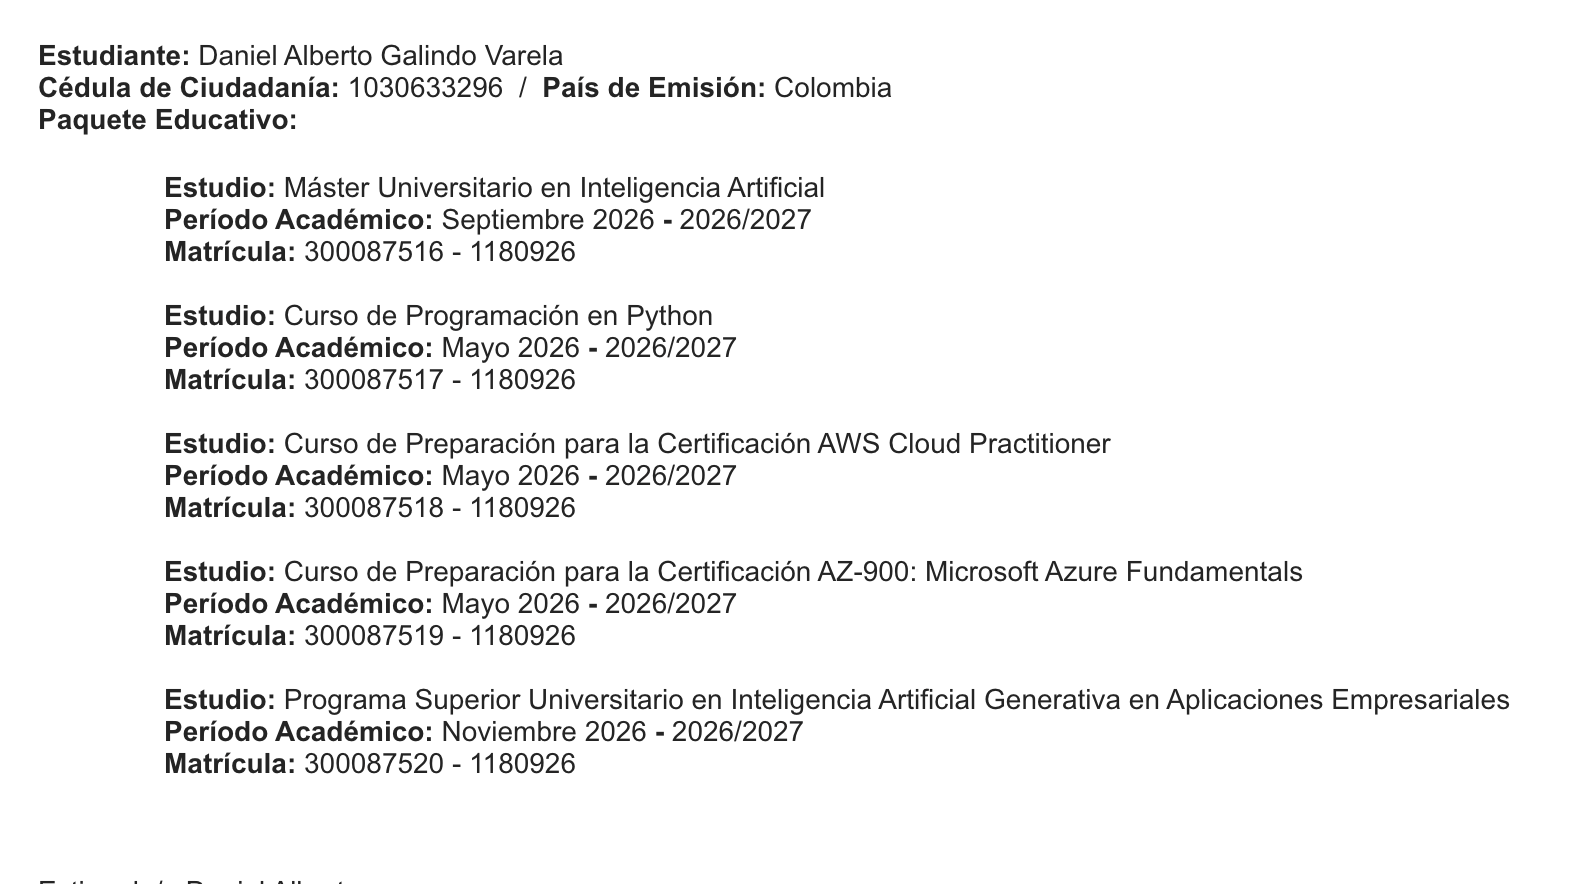 Estudiante: Daniel Alberto Galindo Varela
Cédula de Ciudadanía: 1030633296 / País de Emisión: Colombia
Paquete Educativo:
Estudio: Máster Universitario en Inteligencia Artificial
Período Académico: Septiembre 2026 - 2026/2027
Matrícula: 300087516 - 1180926
Estudio: Curso de Programación en Python
Período Académico: Mayo 2026 - 2026/2027
Matrícula: 300087517 - 1180926
Estudio: Curso de Preparación para la Certificación AWS Cloud Practitioner
Período Académico: Mayo 2026 - 2026/2027
Matrícula: 300087518 - 1180926
Estudio: Curso de Preparación para la Certificación AZ-900: Microsoft Azure Fundamentals
Período Académico: Mayo 2026 - 2026/2027
Matrícula: 300087519 - 1180926
Estudio: Programa Superior Universitario en Inteligencia Artificial Generativa en Aplicaciones Empresariales
Período Académico: Noviembre 2026 - 2026/2027
Matrícula: 300087520 - 1180926